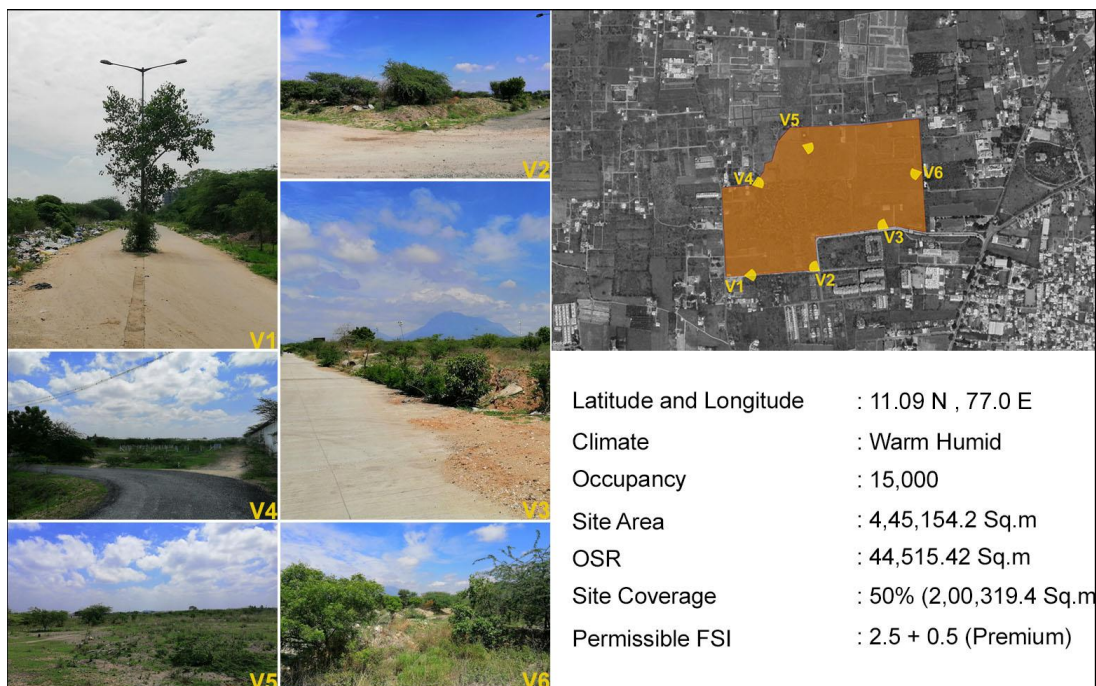 V1
V2
V3
V4
V5
V6
V5
V4
V6
V3
V2
V1
Latitude and Longitude : 11.09 N , 77.0 E
Climate : Warm Humid
Occupancy : 15,000
Site Area : 4,45,154.2 Sq.m
OSR : 44,515.42 Sq.m
Site Coverage : 50% (2,00,319.4 Sq.m
Permissible FSI : 2.5 + 0.5 (Premium)